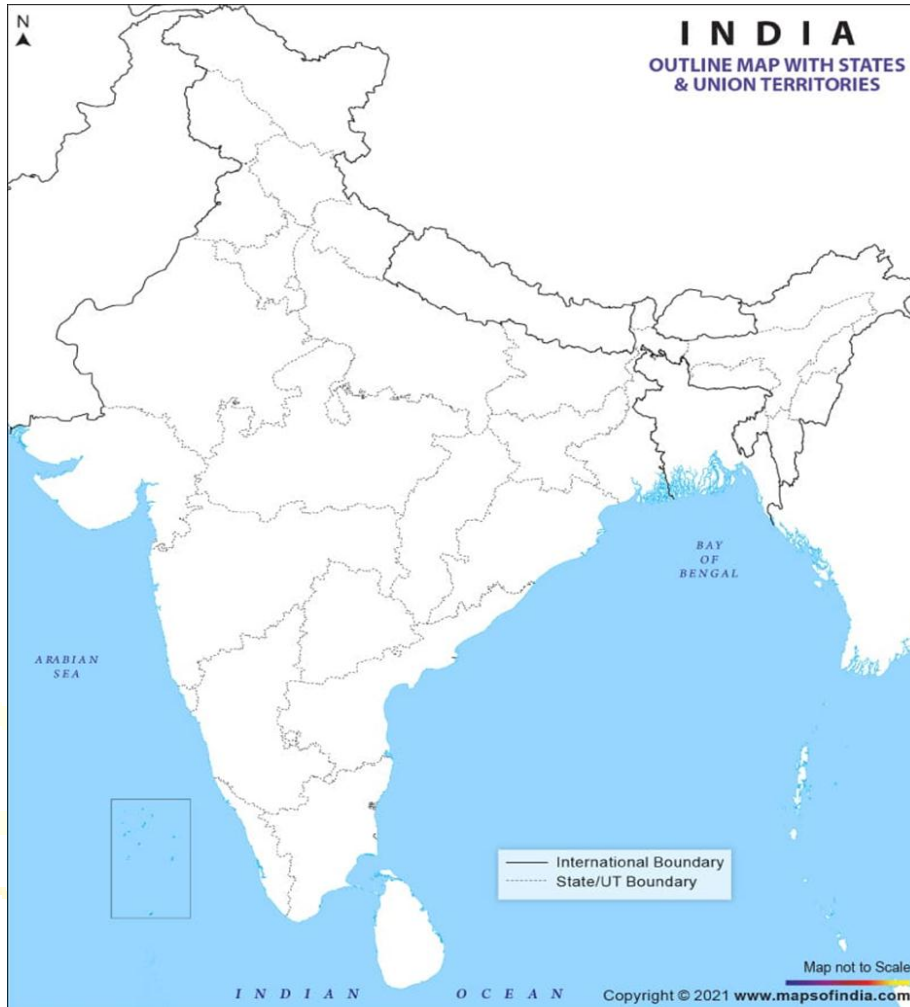 N
INDIA
OUTLINE MAP WITH STATES
& UNION TERRITORIES
BAY
OF
BENGAL
ARABIAN
SEA
International Boundary
State/UT Boundary
Map not to Scale
INDIAN OCEAN
Copyright © 2021 www.mapsofindia.com